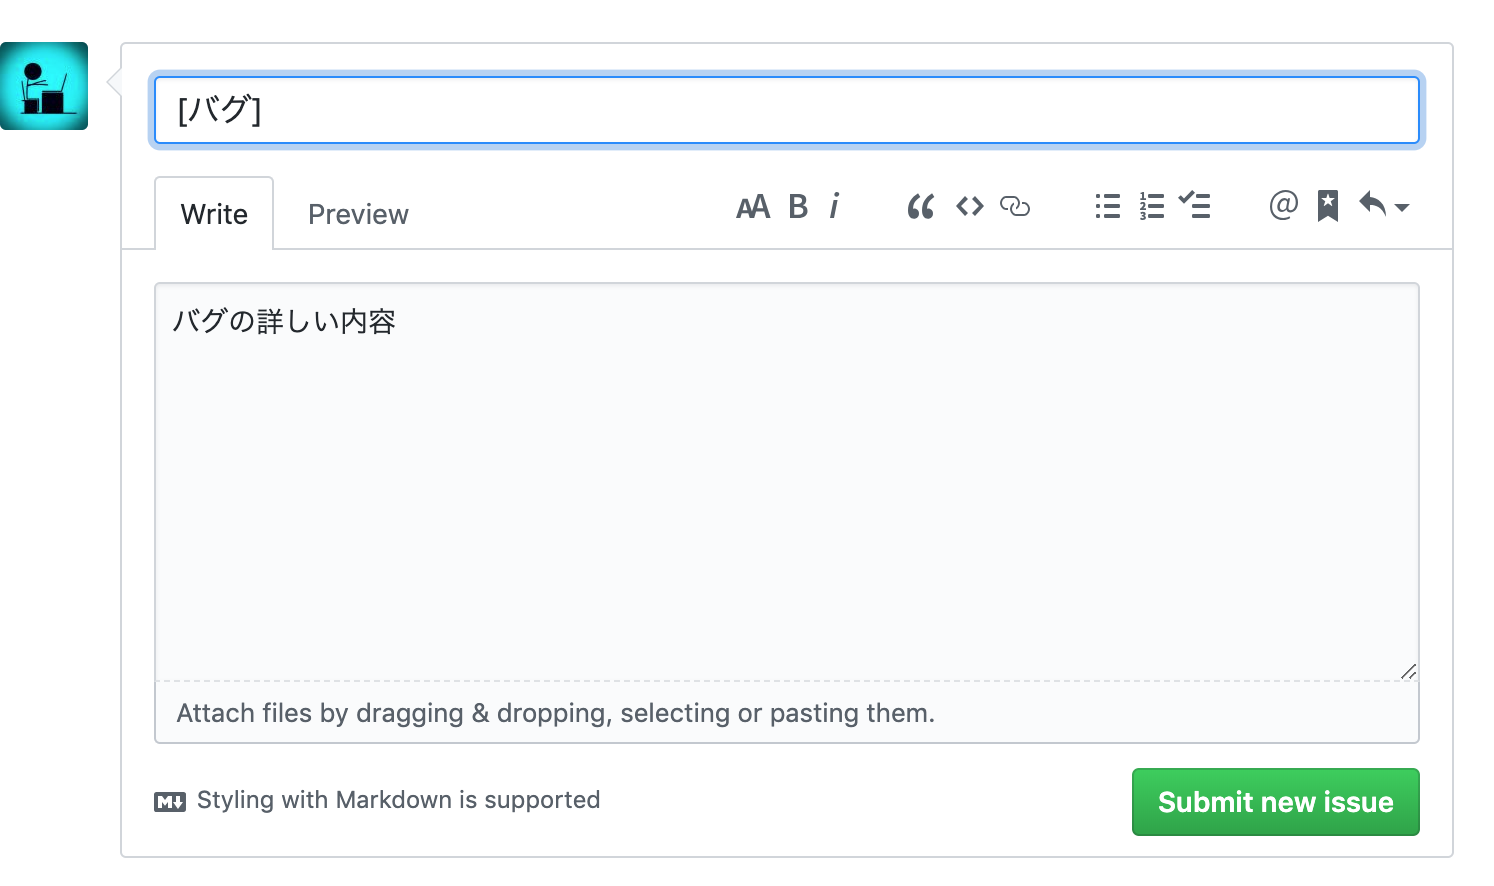 [バグ]
Write Preview
バグの詳しい内容
Attach files by dragging & dropping, selecting or pasting them.
Styling with Markdown is supported
Submit new issue